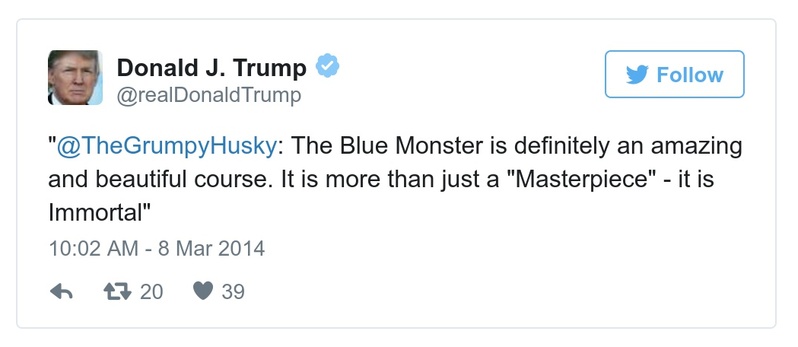 Donald J. Trump
@realDonaldTrump
Follow
"@TheGrumpyHusky: The Blue Monster is definitely an amazing
and beautiful course. It is more than just a "Masterpiece" - it is
Immortal"
10:02 AM - 8 Mar 2014
20 39